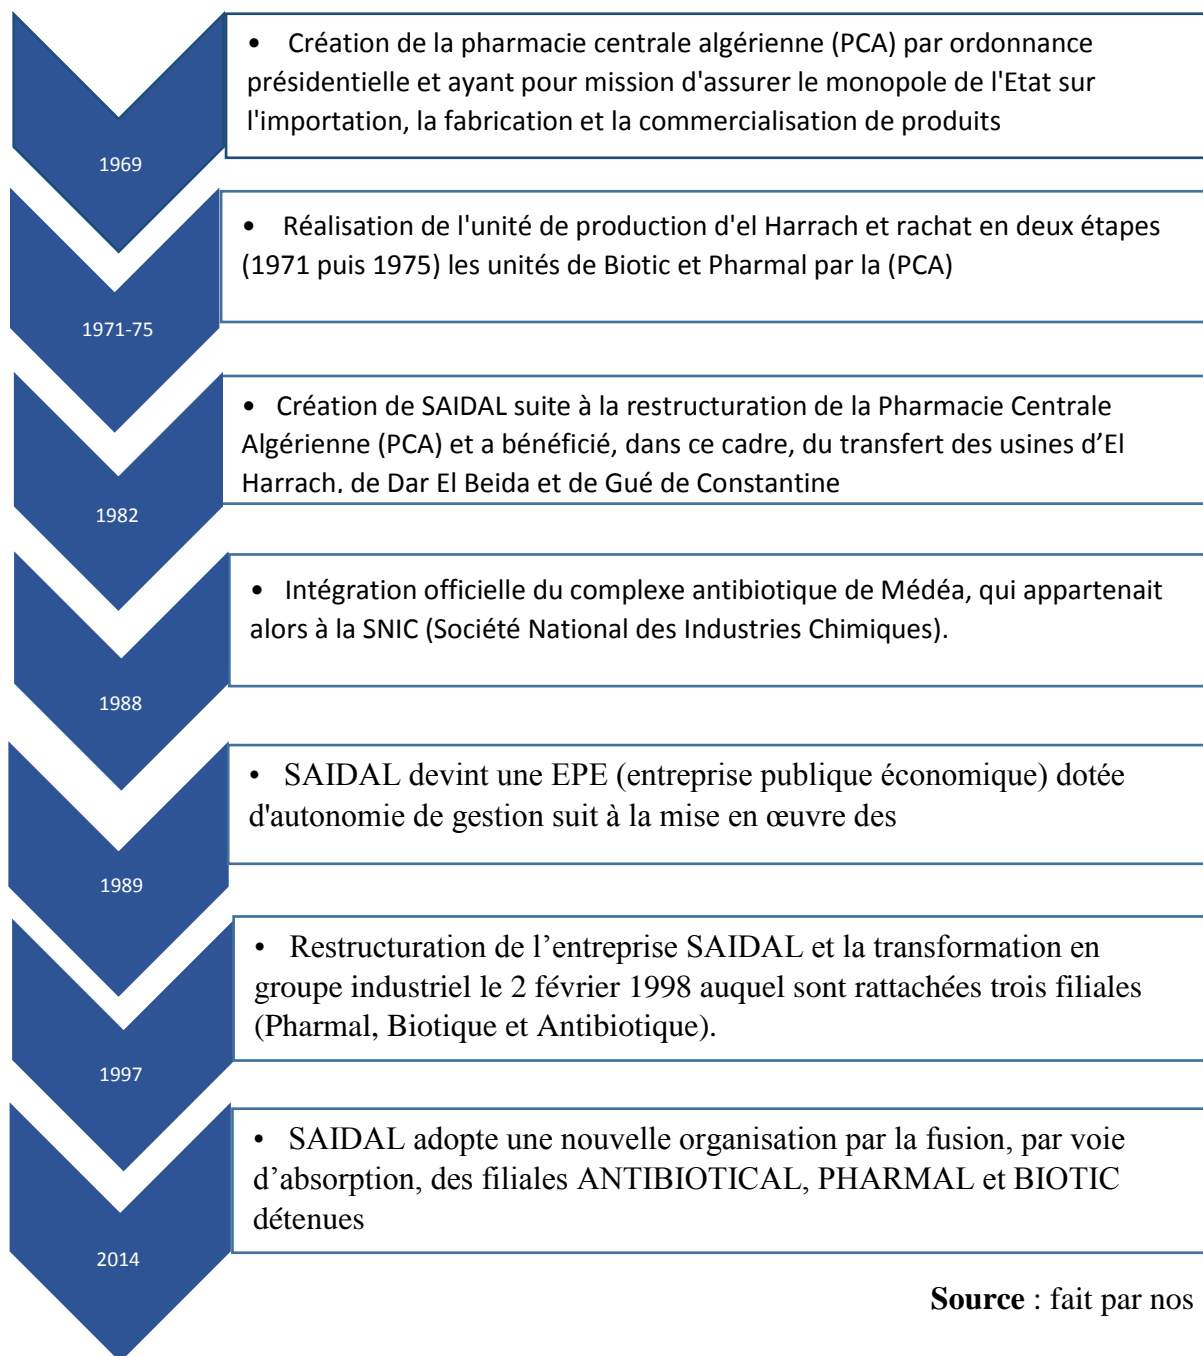 • Création de la pharmacie centrale algérienne (PCA) par ordonnance
présidentielle et ayant pour mission d'assurer le monopole de l'Etat sur
l'importation, la fabrication et la commercialisation de produits
1969
• Réalisation de l'unité de production d'el Harrach et rachat en deux étapes
(1971 puis 1975) les unités de Biotic et Pharmal par la (PCA)
1971-75
• Création de SAIDAL suite à la restructuration de la Pharmacie Centrale
Algérienne (PCA) et a bénéficié, dans ce cadre, du transfert des usines d’El
Harrach, de Dar El Beida et de Gué de Constantine
1982
• Intégration officielle du complexe antibiotique de Médéa, qui appartenait
alors à la SNIC (Société National des Industries Chimiques).
1988
• SAIDAL devint une EPE (entreprise publique économique) dotée
d'autonomie de gestion suit à la mise en œuvre des
1989
• Restructuration de l’entreprise SAIDAL et la transformation en
groupe industriel le 2 février 1998 auquel sont rattachées trois filiales
(Pharmal, Biotique et Antibiotique).
1997
• SAIDAL adopte une nouvelle organisation par la fusion, par voie
d’absorption, des filiales ANTIBIOTICAL, PHARMAL et BIOTIC
détenues
2014
Source : fait par nos